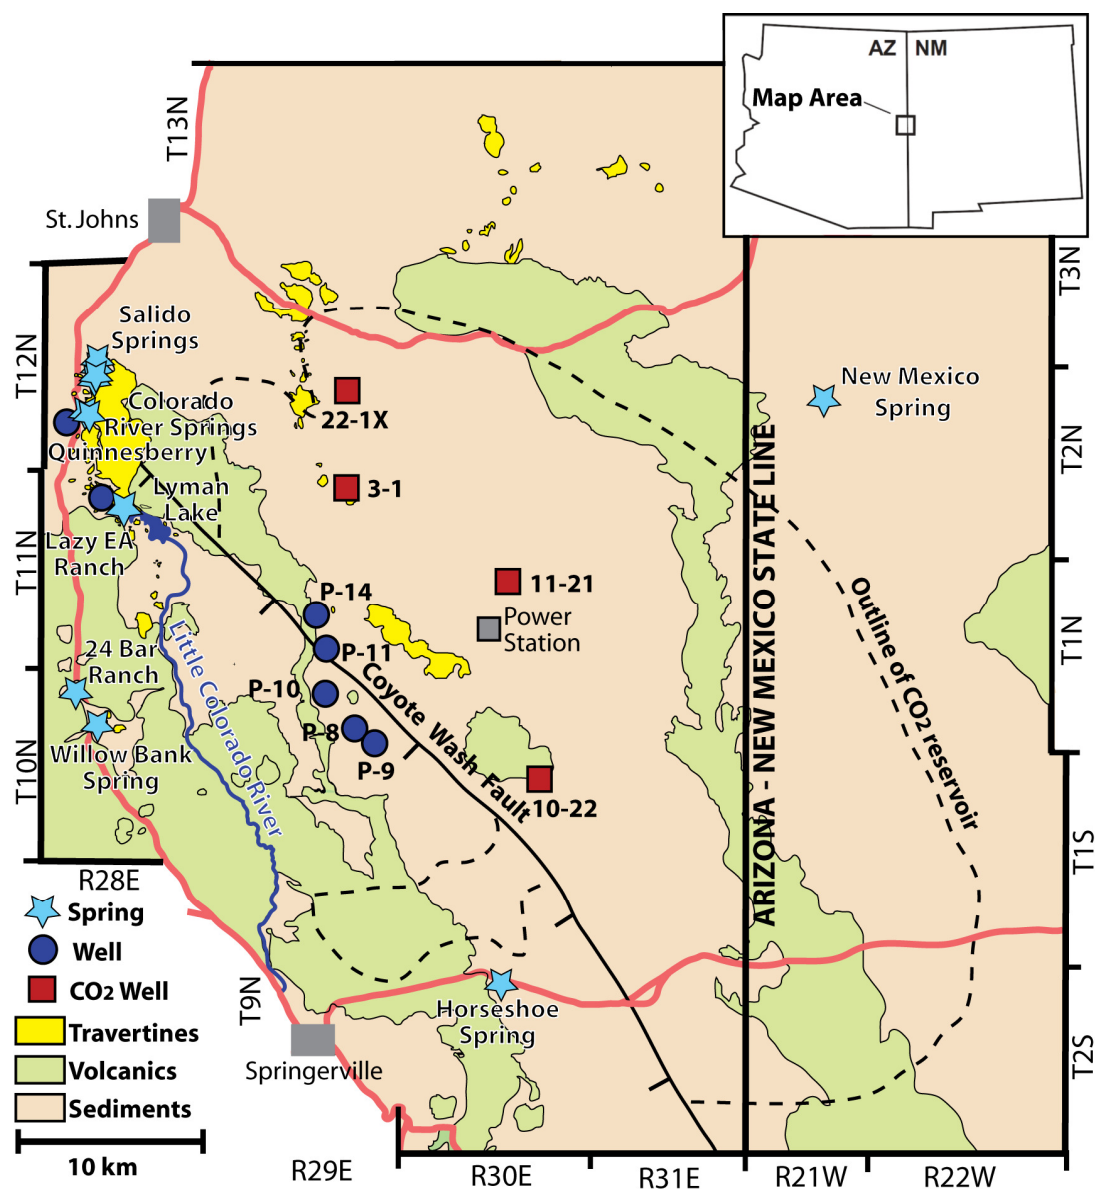 AZ NM
Map Area
T13N
St. Johns
T3N
Salido
Springs
T12N
New Mexico
Spring
22-1X
Colorado
River Springs
Quinnesberry
T2N
3-1
Lyman
Lake
Lazy EA
Ranch
T11N
P-14
11-21
Power
Station
T1N
P-11
24 Bar
Ranch
P-10
P-8
P-9
Coyote Wash Fault
Little Colorado River
ARIZONA - NEW MEXICO STATE LINE
Outline of CO2 reservoir
Willow Bank
Spring
T10N
10-22
T1S
R28E
Spring
Well
CO2 Well
Travertines
Volcanics
Sediments
10 km
T9N
Horseshoe
Spring
Springerville
T2S
R29E
R30E
R31E
R21W
R22W